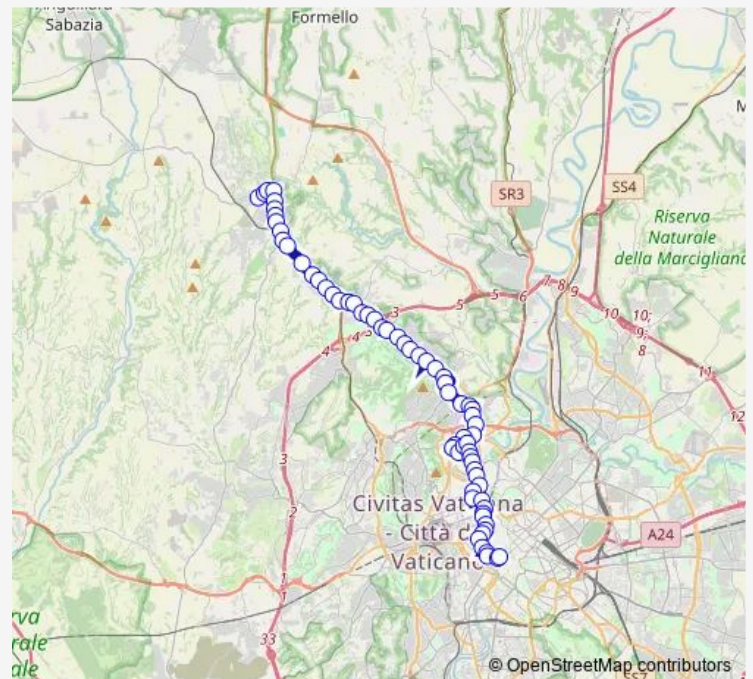 Sabazia
Formello
SR3
SS4
Riserva
Naturale
della Marcigliana
3
5
5
6
7
8
9
10
10;
9;
8
4
4
3
11
12
3
2
1
1
33
Civitas Vaticana
- Città del
Vaticano
A24
rale
ale
© OpenStreetMap contributors